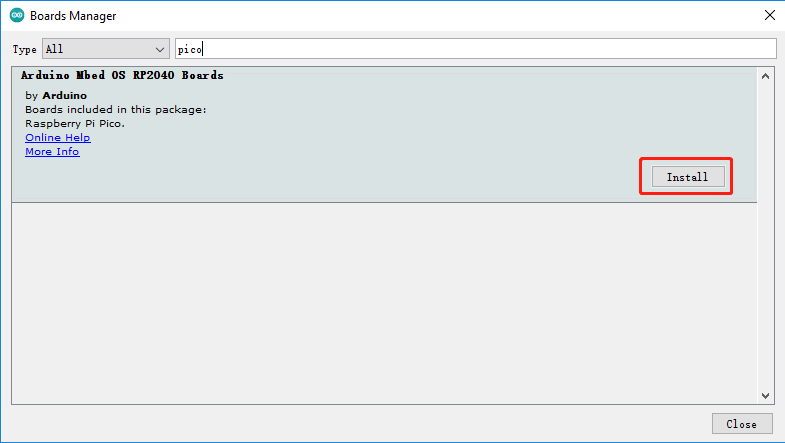 Boards Manager
Type All pico
Arduino Mbed OS RP2040 Boards
by Arduino
Boards included in this package:
Raspberry Pi Pico.
Online Help
More Info
Install
Close